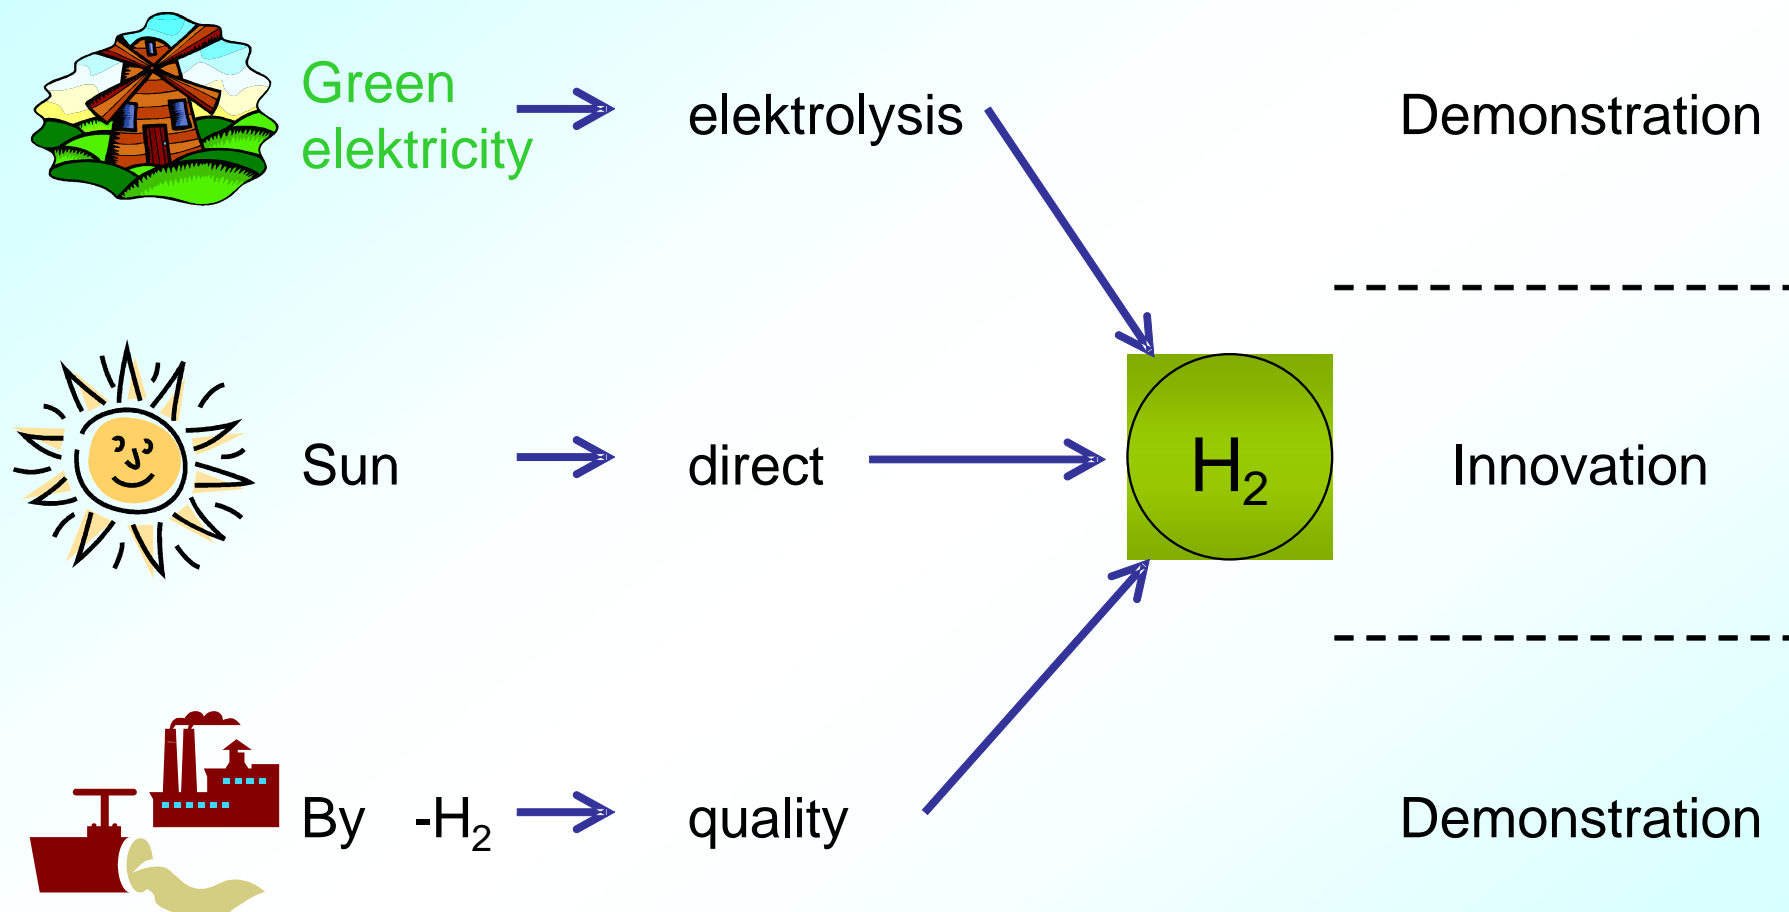 Green
elektricity
elektrolysis
Demonstration
Sun
direct
H₂
Innovation
By -H₂
quality
Demonstration